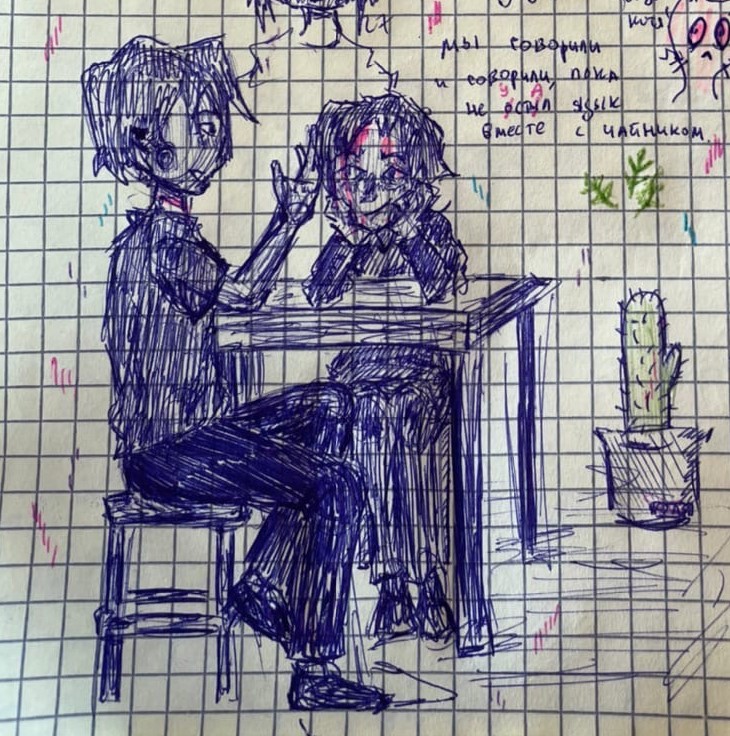 мы говорили
и говорили, пока
У А
не остыл язык
вместе с чайником.